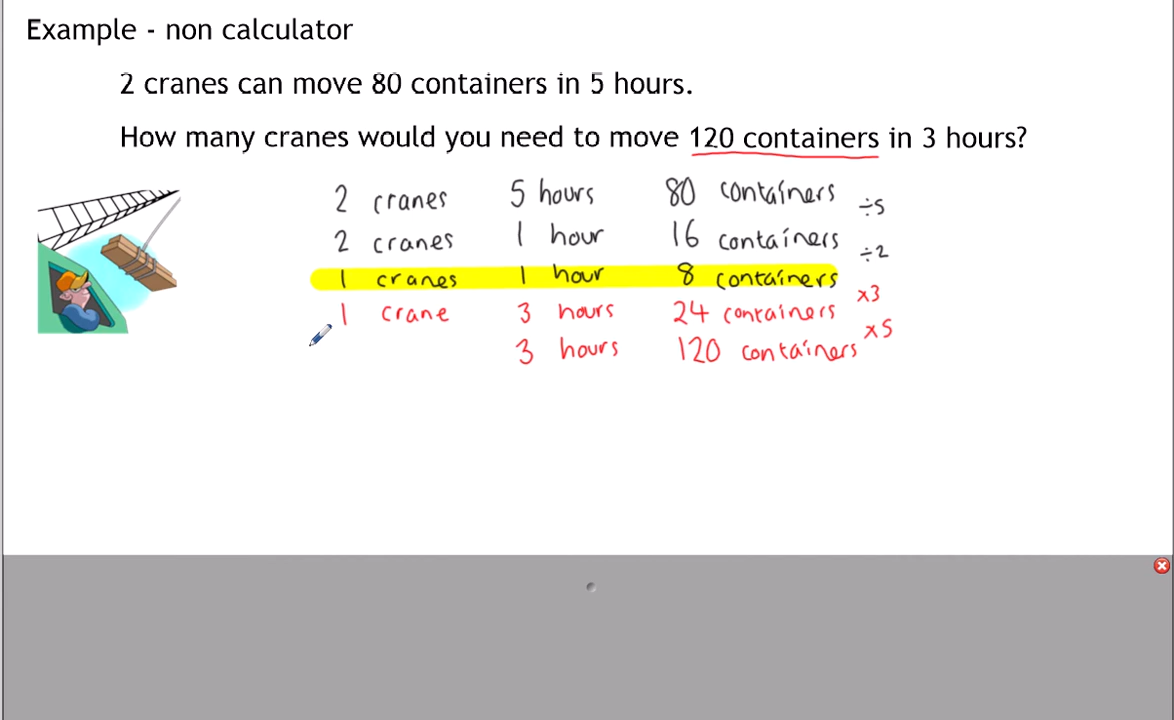 Example - non calculator
2 cranes can move 80 containers in 5 hours.
How many cranes would you need to move 120 containers in 3 hours?
2 cranes 5 hours 80 containers ÷5
2 cranes 1 hour 16 containers ÷2
1 cranes 1 hour 8 containers x3
1 crane 3 hours 24 containers x5
3 hours 120 containers